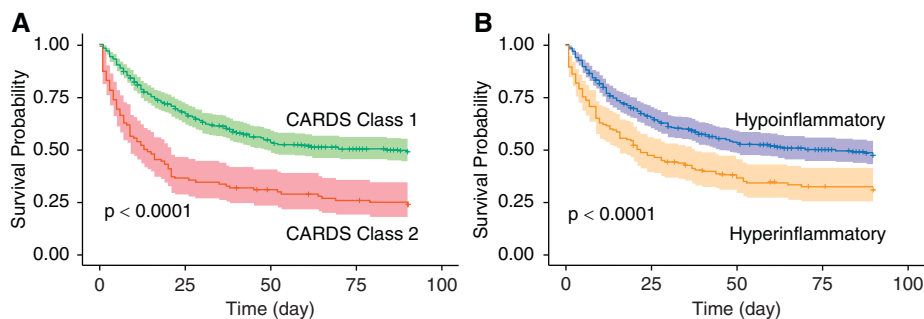 A
Survival Probability
1.00
0.75
0.50
0.25
0.00
CARDS Class 1
p < 0.0001
CARDS Class 2
0 25 50 75 100
Time (day)
B
Survival Probability
1.00
0.75
0.50
0.25
0.00
Hypoinflammatory
p < 0.0001
Hyperinflammatory
0 25 50 75 100
Time (day)